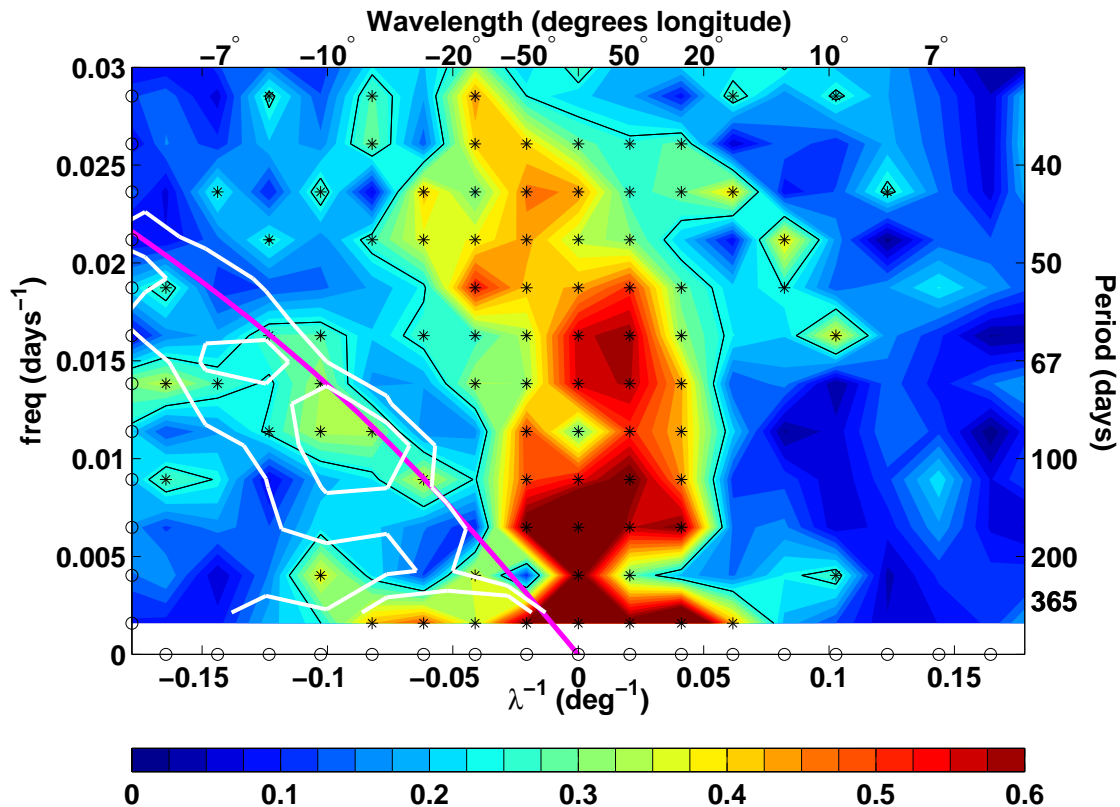 Wavelength (degrees longitude)
−7° −10° −20° −50° 50° 20° 10° 7°
0.03
0.025
0.02
0.015
0.01
0.005
0
freq (days⁻¹)
40
50
67
100
200
365
Period (days)
−0.15 −0.1 −0.05 0 0.05 0.1 0.15
λ⁻¹ (deg⁻¹)
0 0.1 0.2 0.3 0.4 0.5 0.6